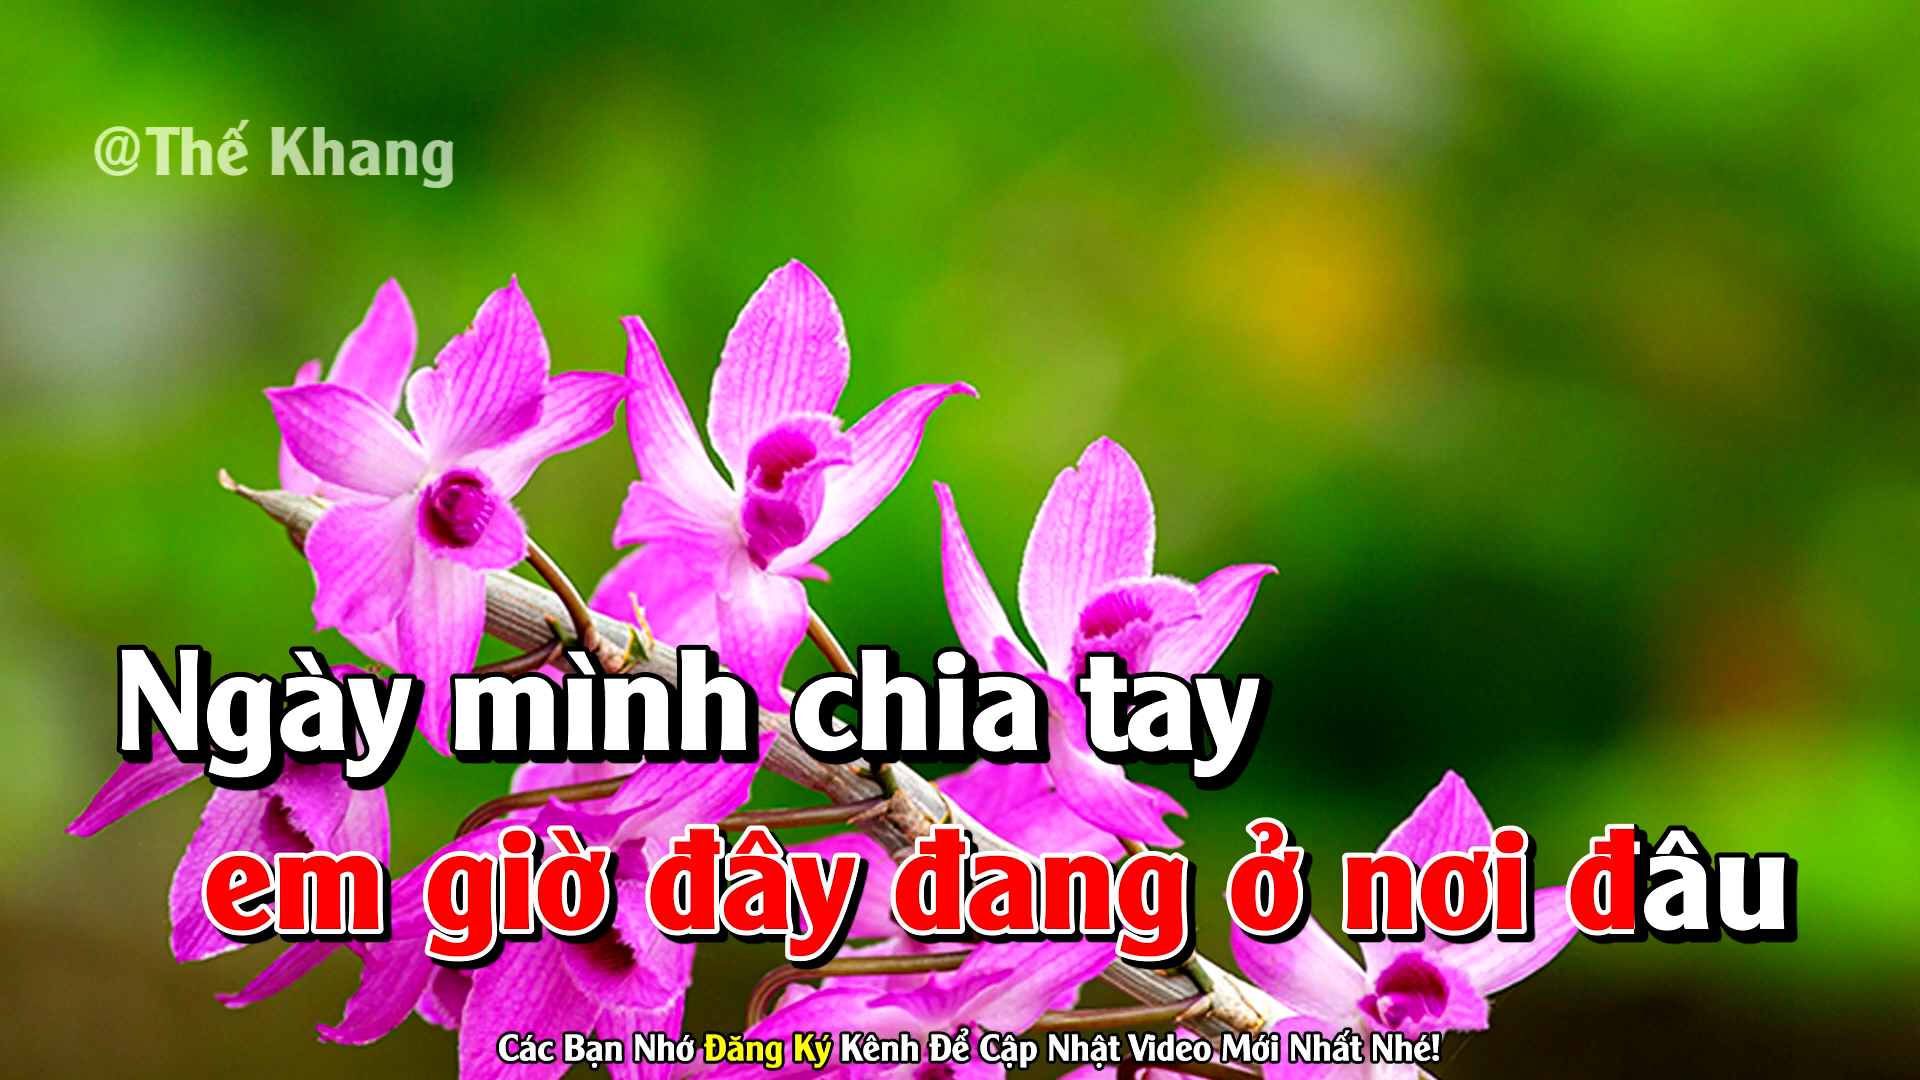 @Thế Khang
Ngày mình chia tay
em giờ đây đang ở nơi đâu
Các Bạn Nhớ Đăng Ký Kênh Để Cập Nhật Video Mới Nhất Nhé!